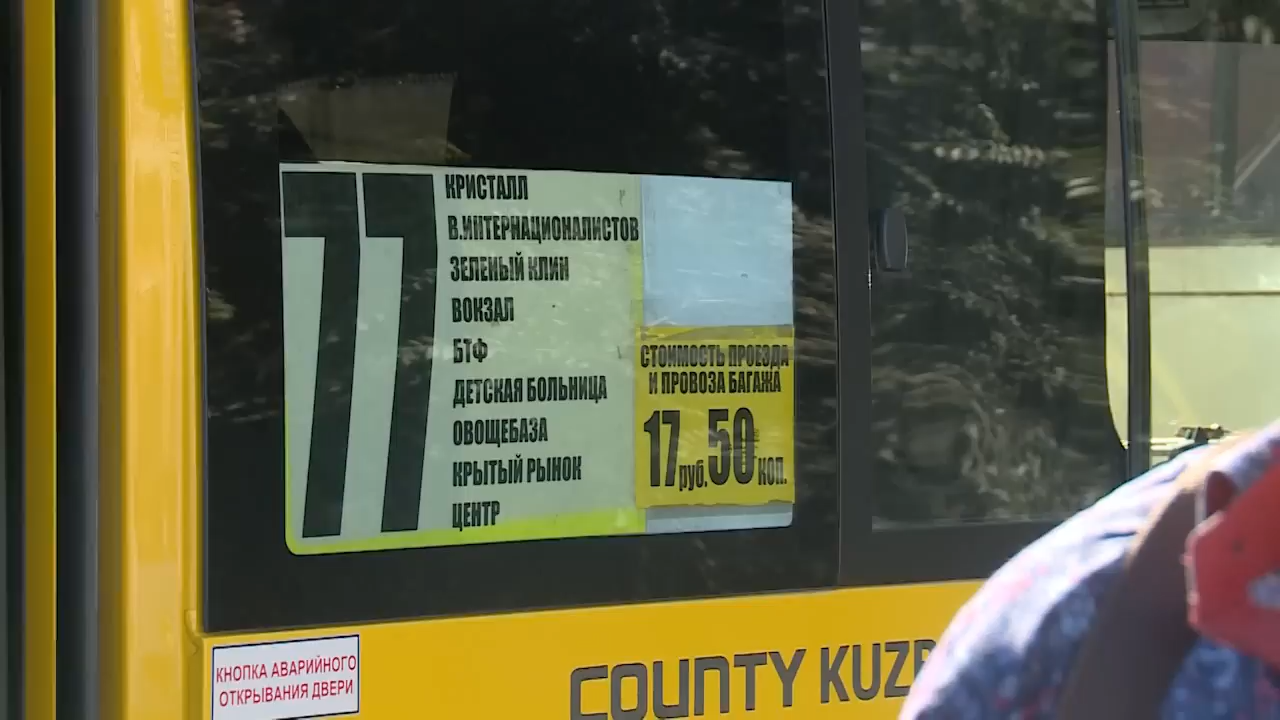 77
КРИСТАЛЛ
В.ИНТЕРНАЦИОНАЛИСТОВ
ЗЕЛЕНЫЙ КЛИН
ВОКЗАЛ
БТФ
ДЕТСКАЯ БОЛЬНИЦА
ОВОЩЕБАЗА
КРЫТЫЙ РЫНОК
ЦЕНТР
СТОИМОСТЬ ПРОЕЗДА
И ПРОВОЗА БАГАЖА
17 руб. 50 коп.
КНОПКА АВАРИЙНОГО
ОТКРЫВАНИЯ ДВЕРИ
COUNTY